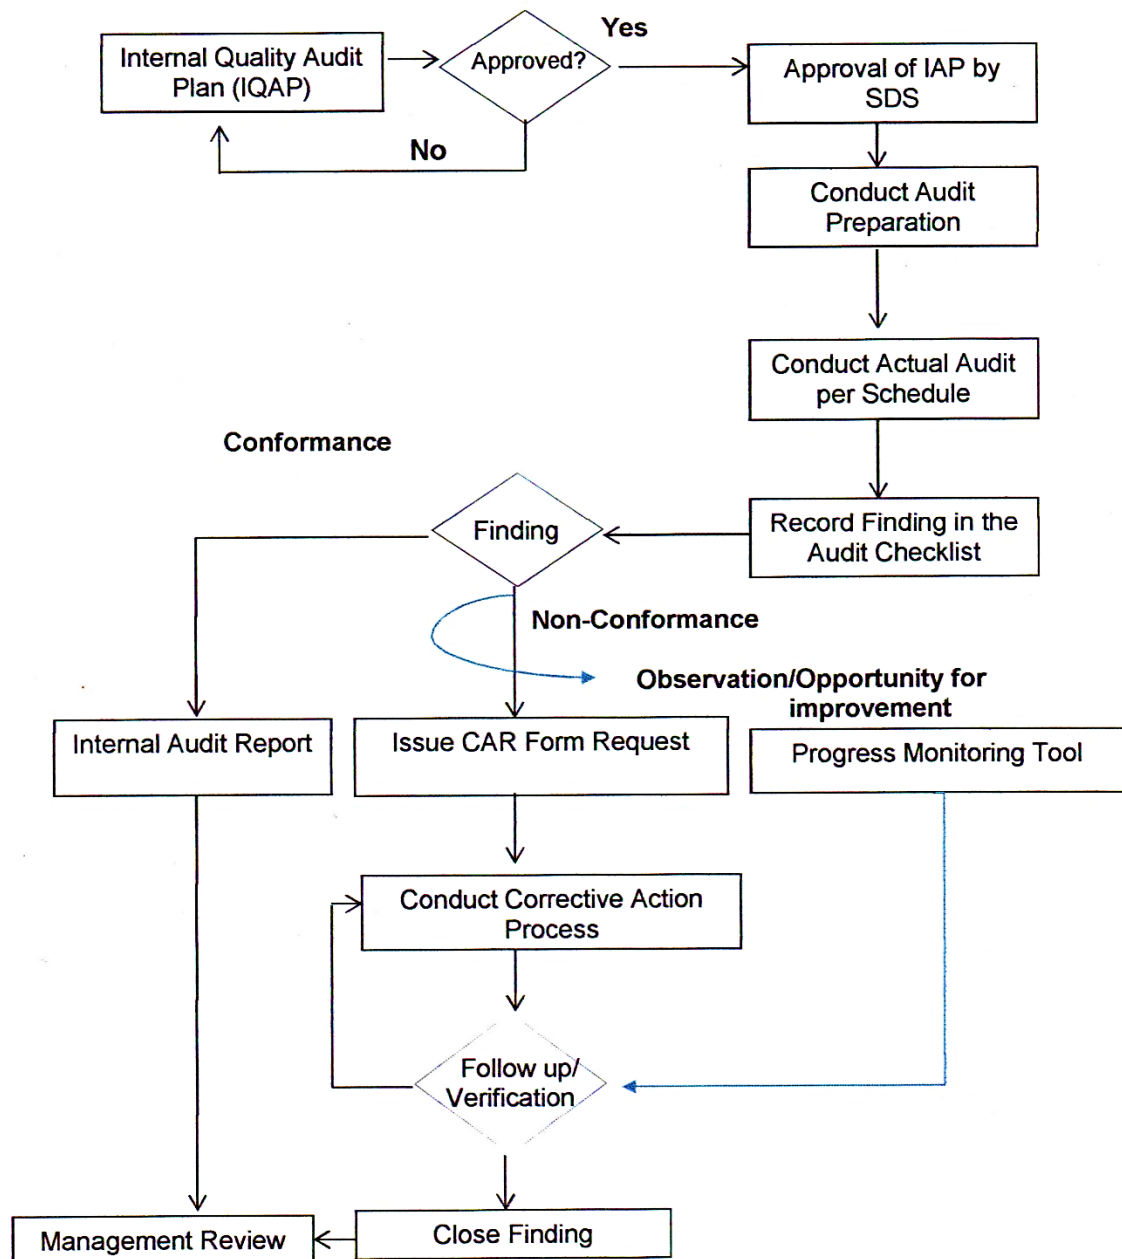 Yes
Internal Quality Audit
Plan (IQAP)
Approved?
Approval of IAP by
SDS
No
Conduct Audit
Preparation
Conduct Actual Audit
per Schedule
Conformance
Finding
Record Finding in the
Audit Checklist
Non-Conformance
Observation/Opportunity for
improvement
Internal Audit Report
Issue CAR Form Request
Progress Monitoring Tool
Conduct Corrective Action
Process
Follow up/
Verification
Close Finding
Management Review